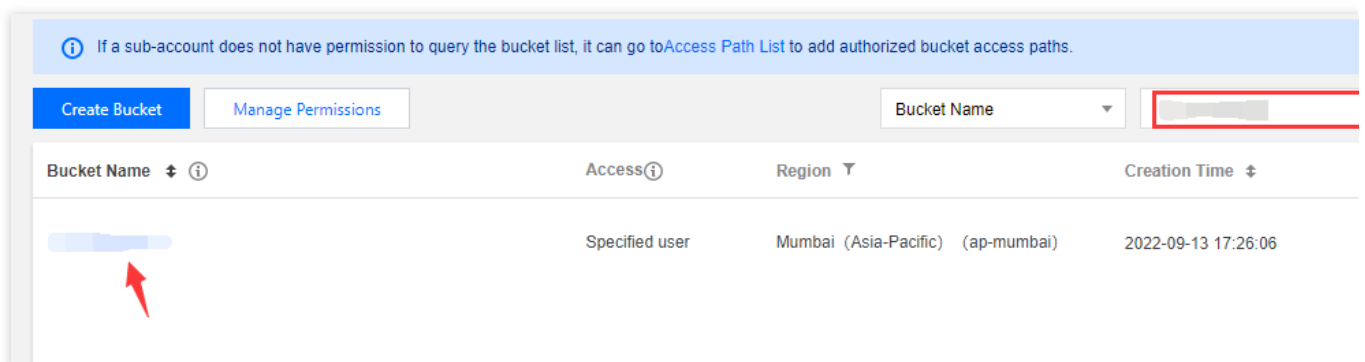 If a sub-account does not have permission to query the bucket list, it can go toAccess Path List to add authorized bucket access paths.
Create Bucket Manage Permissions Bucket Name
Bucket Name Access Region Creation Time
Specified user Mumbai（Asia-Pacific） (ap-mumbai) 2022-09-13 17:26:06